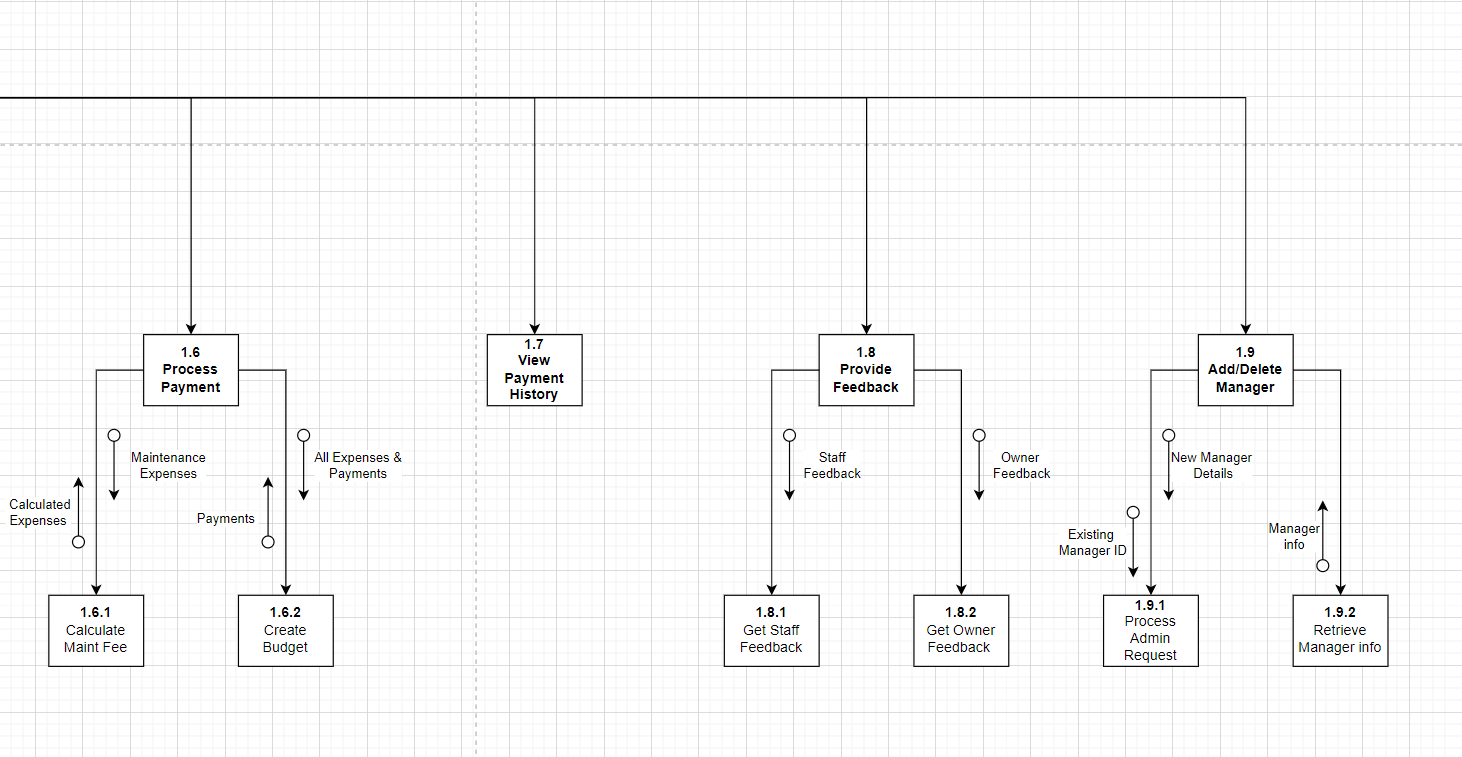 1.6
Process
Payment
1.7
View
Payment
History
1.8
Provide
Feedback
1.9
Add/Delete
Manager
Maintenance
Expenses
All Expenses &
Payments
Staff
Feedback
Owner
Feedback
New Manager
Details
Calculated
Expenses
Payments
Existing
Manager ID
Manager
info
1.6.1
Calculate
Maint Fee
1.6.2
Create
Budget
1.8.1
Get Staff
Feedback
1.8.2
Get Owner
Feedback
1.9.1
Process
Admin
Request
1.9.2
Retrieve
Manager info